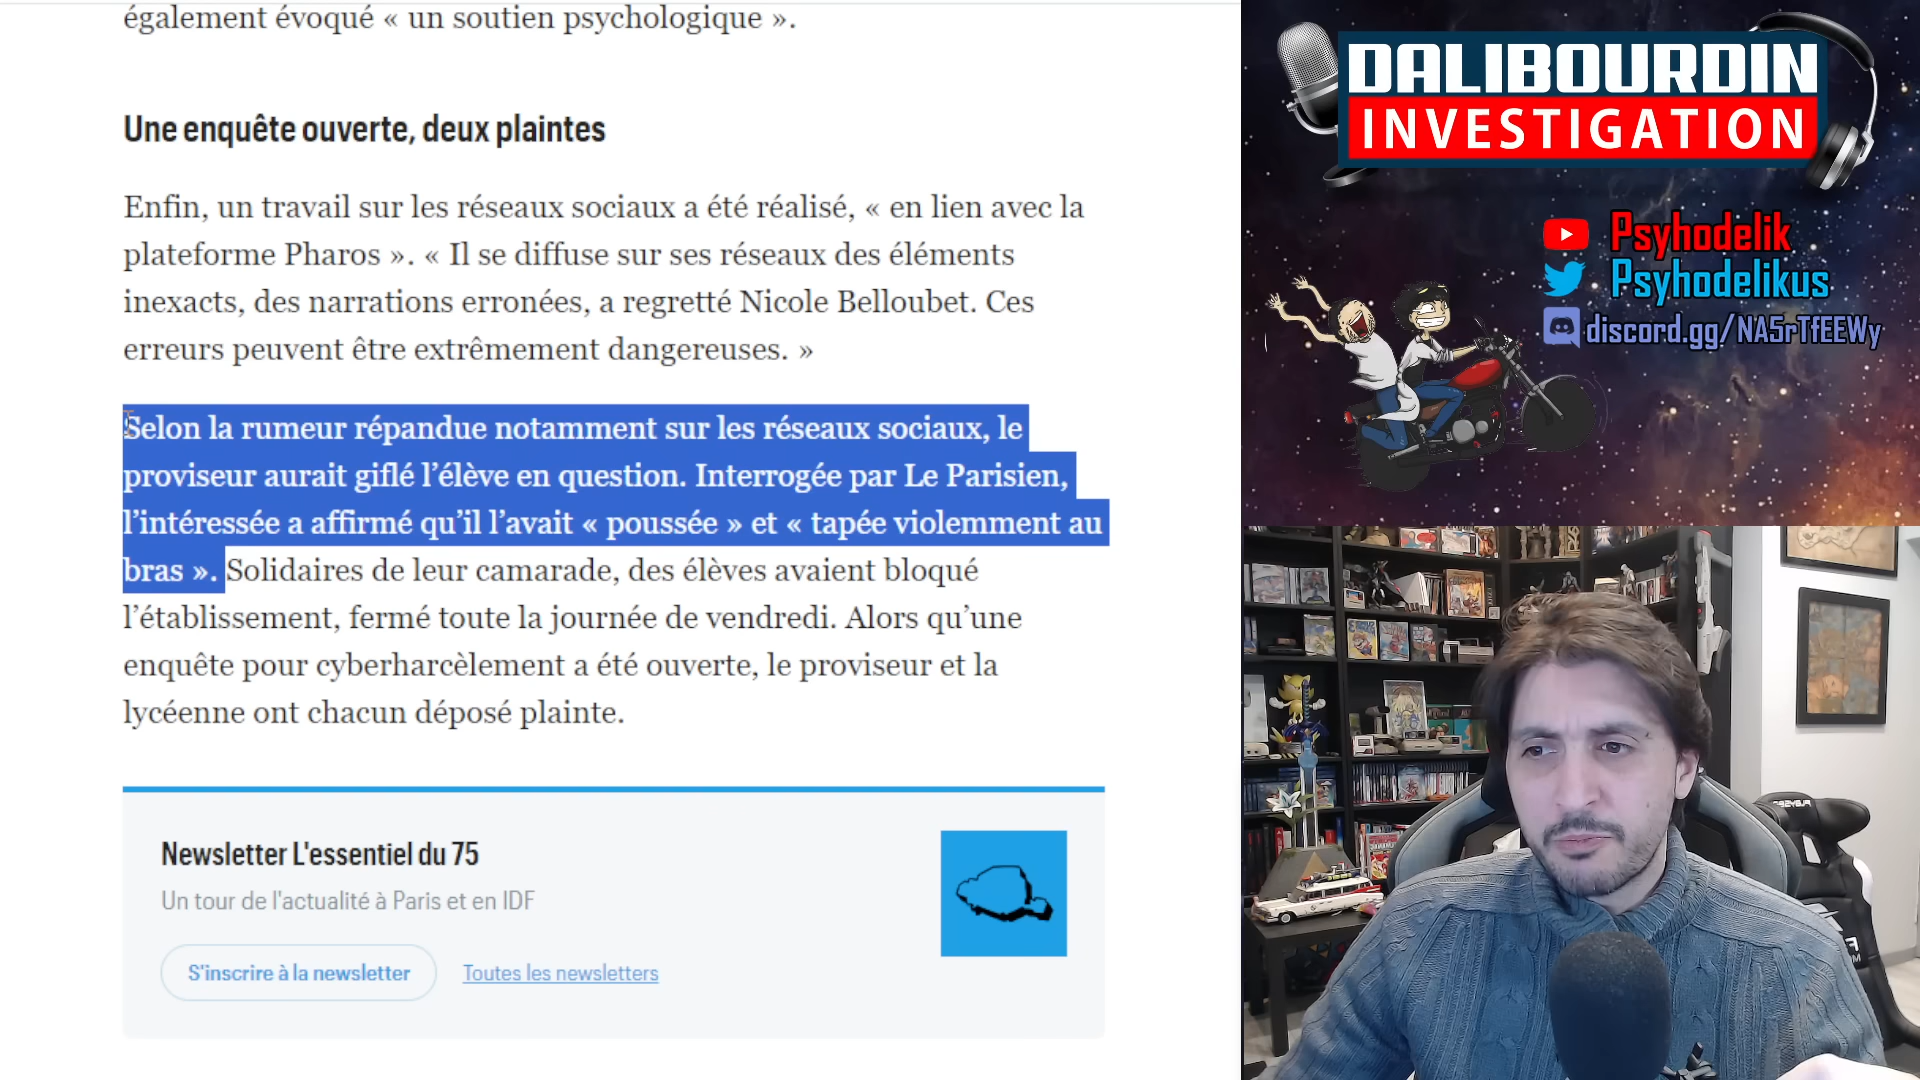 également évoqué « un soutien psychologique ».
Une enquête ouverte, deux plaintes
Enfin, un travail sur les réseaux sociaux a été réalisé, « en lien avec la
plateforme Pharos ». « Il se diffuse sur ses réseaux des éléments
inexacts, des narrations erronées, a regretté Nicole Belloubet. Ces
erreurs peuvent être extrêmement dangereuses. »
Selon la rumeur répandue notamment sur les réseaux sociaux, le
proviseur aurait giflé l’élève en question. Interrogée par Le Parisien,
l’intéressée a affirmé qu’il l’avait « poussée » et « tapée violemment au
bras ». Solidaires de leur camarade, des élèves avaient bloqué
l’établissement, fermé toute la journée de vendredi. Alors qu’une
enquête pour cyberharcèlement a été ouverte, le proviseur et la
lycéenne ont chacun déposé plainte.
Newsletter L'essentiel du 75
Un tour de l'actualité à Paris et en IDF
S'inscrire à la newsletter
Toutes les newsletters
DALIBOURDIN
INVESTIGATION
Psyhodelik
Psyhodelikus
discord.gg/NA5rTfEEWy